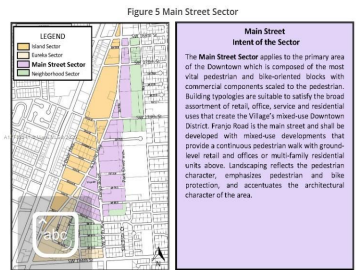 Figure 5 Main Street Sector
LEGEND
Island Sector
Eureka Sector
Main Street Sector
Neighborhood Sector
abc
Main Street
Intent of the Sector
The Main Street Sector applies to the primary area
of the Downtown which is composed of the most
vital pedestrian and bike-oriented blocks with
commercial components scaled to the pedestrian.
Building typologies are suitable to satisfy the broad
assortment of retail, office, service and residential
uses that create the Village's mixed-use Downtown
District. Franjo Road is the main street and shall be
developed with mixed-use developments that
provide a continuous pedestrian walk with ground-
level retail and offices or multi-family residential
units above. Landscaping reflects the pedestrian
character, emphasizes pedestrian and bike
protection, and accentuates the architectural
character of the area.